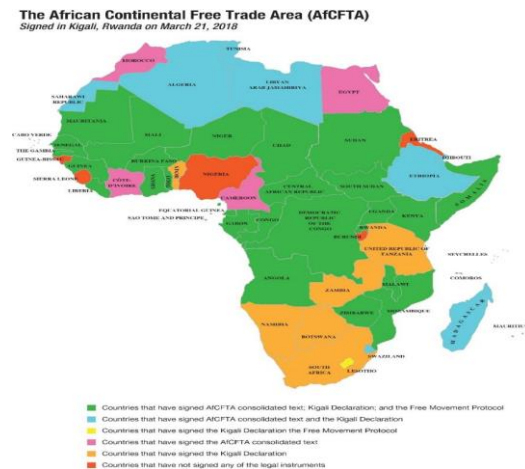 The African Continental Free Trade Area (AfCFTA)
Signed in Kigali, Rwanda on March 21, 2018
TUNISIA
MOROCCO
ALGERIA
LIBYAN
ARAB JAMAHIRIYA
EGYPT
SAHARAWI
REPUBLIC
MAURITANIA
MALI
NIGER
CHAD
SUDAN
ERITREA
CABO VERDE
SENEGAL
THE GAMBIA
GUINEA-BISSAU
GUINEA
BURKINA FASO
DJIBOUTI
SIERRA LEONE
LIBERIA
CÔTE
D'IVOIRE
GHANA
TOGO
BENIN
NIGERIA
ETHIOPIA
SOMALIA
CENTRAL
AFRICAN REPUBLIC
SOUTH SUDAN
CAMEROON
EQUATORIAL GUINEA
SAO TOME AND PRINCIPE
GABON
CONGO
DEMOCRATIC
REPUBLIC
OF THE
CONGO
UGANDA
KENYA
RWANDA
BURUNDI
UNITED REPUBLIC OF
TANZANIA
SEYCHELLES
COMOROS
ANGOLA
ZAMBIA
MALAWI
MOZAMBIQUE
ZIMBABWE
MADAGASCAR
NAMIBIA
BOTSWANA
SWAZILAND
SOUTH
AFRICA
LESOTHO
Countries that have signed AfCFTA consolidated text; Kigali Declaration; and the Free Movement Protocol
Countries that have signed AfCFTA consolidated text and the Kigali Declaration
Countries that have signed the Kigali Declaration the Free Movement Protocol
Countries that have signed the AfCFTA consolidated text
Countries that have signed the Kigali Declaration
Countries that have not signed any of the legal instruments